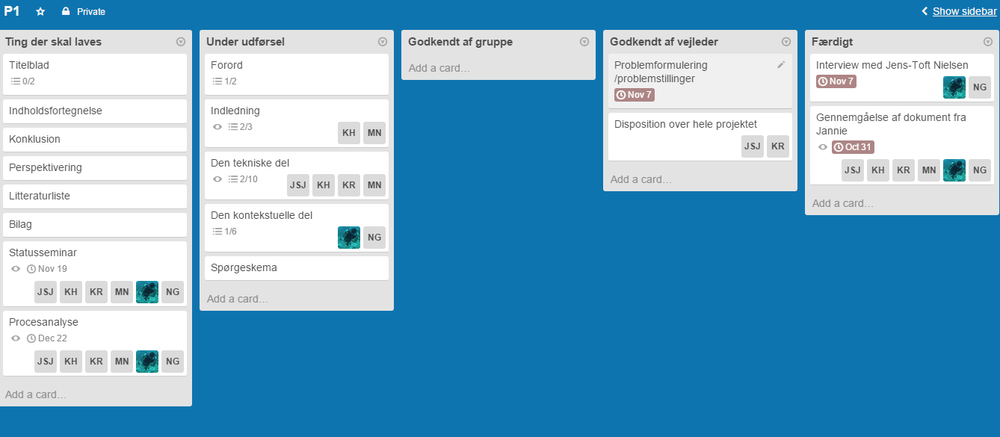 P1 Private Show sidebar
Ting der skal laves
Titelblad
0/2
Indholdsfortegnelse
Konklusion
Perspektivering
Litteraturliste
Bilag
Statusseminar
Nov 19
JSJ KH KR MN NG
Procesanalyse
Dec 22
JSJ KH KR MN NG
Add a card…
Under udførsel
Forord
1/2
Indledning
2/3
KH MN
Den tekniske del
2/10
JSJ KH KR MN
Den kontekstuelle del
1/6
NG
Spørgeskema
Add a card…
Godkendt af gruppe
Add a card…
Godkendt af vejleder
Problemformulering
/problemstillinger
Nov 7
Disposition over hele projektet
JSJ KR
Add a card…
Færdigt
Interview med Jens-Toft Nielsen
Nov 7
NG
Gennemgåelse af dokument fra
Jannie
Oct 31
JSJ KH KR MN NG
Add a card…